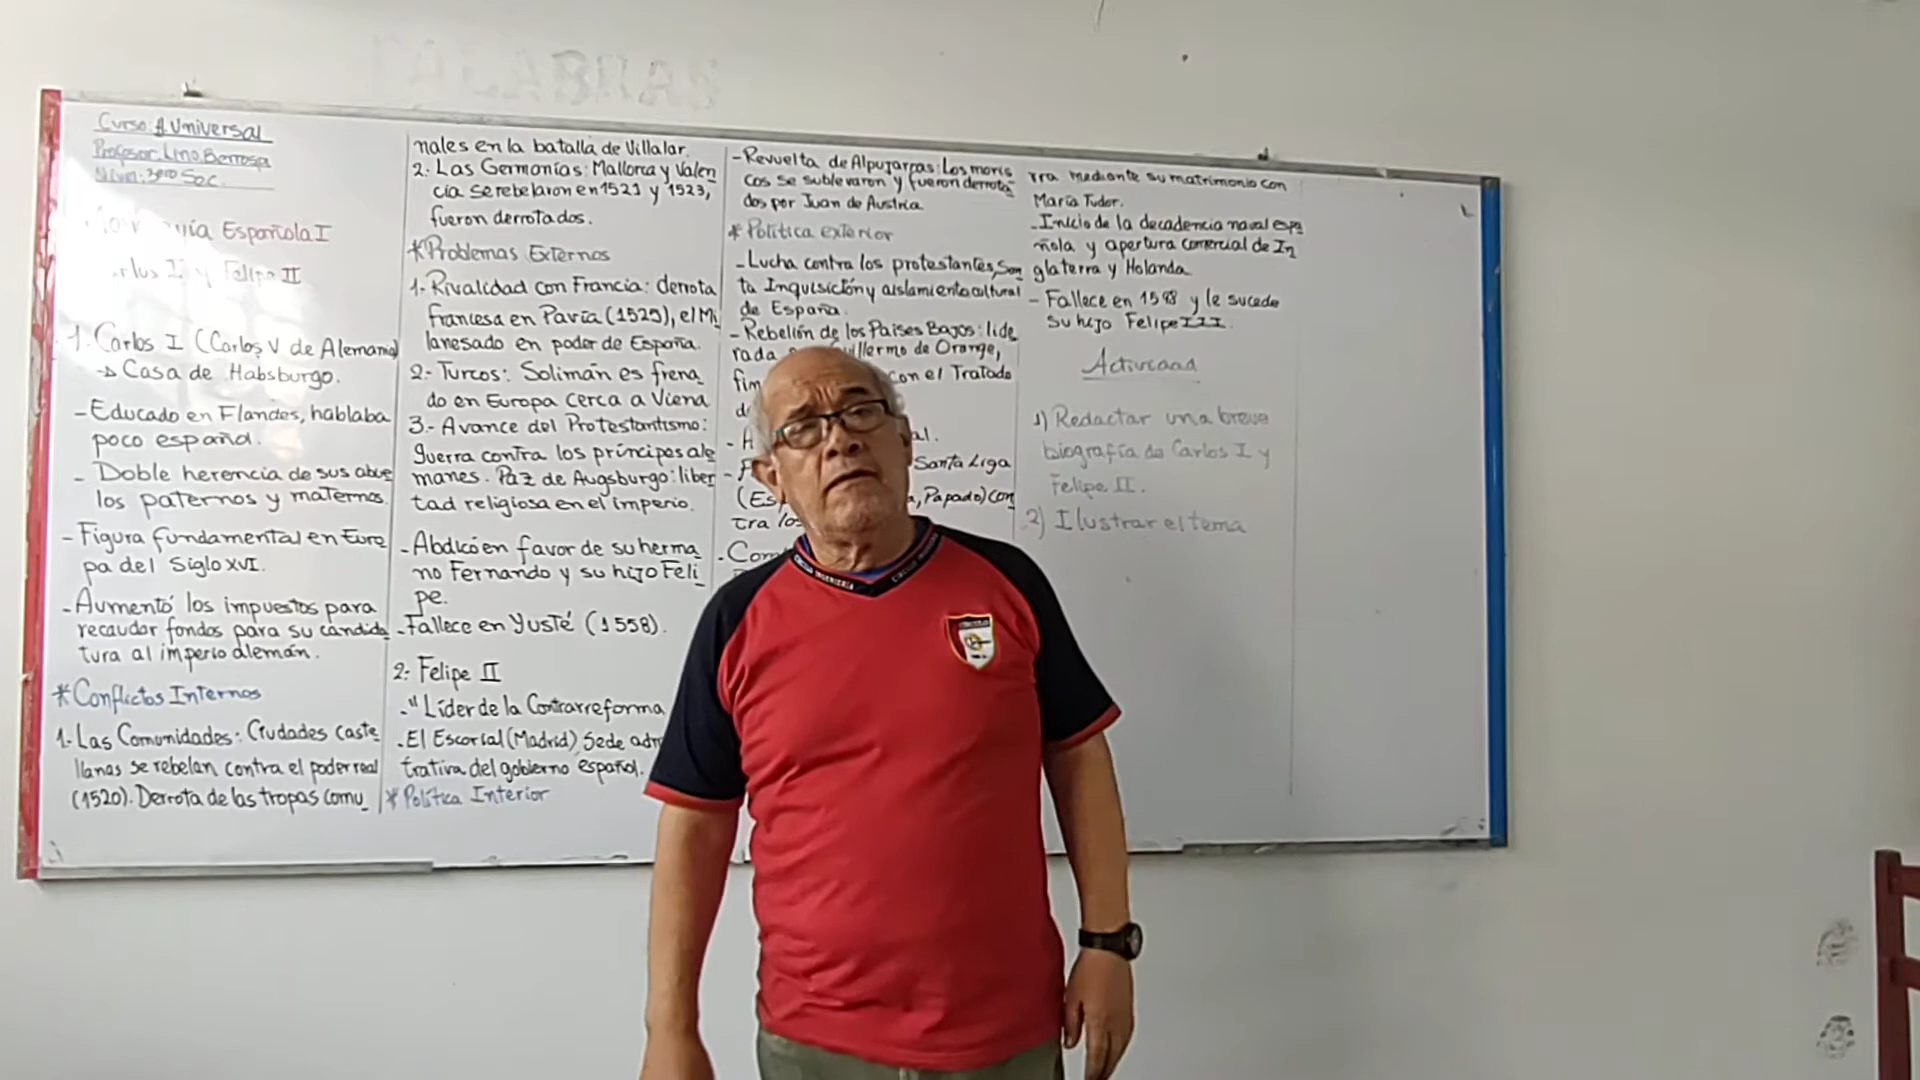 Curso: H Universal
Profesor: Lino Berrospi
Nivel: 3ero Sec.
Española I
y Felipe II
1.- Carlos I (Carlos V de Alemania)
→ Casa de Habsburgo.
- Educado en Flandes, hablaba
poco español.
- Doble herencia de sus abue
los paternos y maternos.
- Figura fundamental en Euro
pa del Siglo XVI.
- Aumentó los impuestos para
recaudar fondos para su candida
tura al imperio alemán.
* Conflictos Internos
1.- Las Comunidades: Ciudades caste
llanas se rebelan contra el poder real
(1520). Derrota de las tropas comu
nales en la batalla de Villalar.
2. Las Germanías: Mallorca y Valen
cia se rebelaron en 1521 y 1523,
fueron derrotados.
* Problemas Externos
1.- Rivalidad con Francia: derrota
francesa en Pavía (1525), el Mi
lanesado en poder de España.
2.- Turcos: Solimán es frena
do en Europa cerca a Viena
3.- Avance del Protestantismo:
guerra contra los príncipes ale
manes. Paz de Augsburgo: liber
tad religiosa en el imperio.
- Abdicó en favor de su herma
no Fernando y su hijo Feli
pe.
- Fallece en Yusté (1558).
2.- Felipe II
- "Líder de la Contrarreforma
- El Escorial (Madrid) Sede adm
trativa del gobierno español.
* Política Interior
- Revuelta de Alpujarras: Los moris
cos se sublevaron y fueron derrota
dos por Juan de Austria
* Política exterior
- Lucha contra los protestantes, San
ta Inquisición y aislamiento cultural
de España.
- Rebelión de los Países Bajos: lide
rada Guillermo de Orange,
con el Tratado
Santa Liga
Papado) con
tra los
rra mediante su matrimonio con
María Tudor.
- Inicio de la decadencia naval espa
ñola y apertura comercial de In
glaterra y Holanda
- Fallece en 1598 y le sucede
su hijo Felipe III.
Actividad
1) Redactar una breve
biografía de Carlos I y
Felipe II.
2) Ilustrar el tema